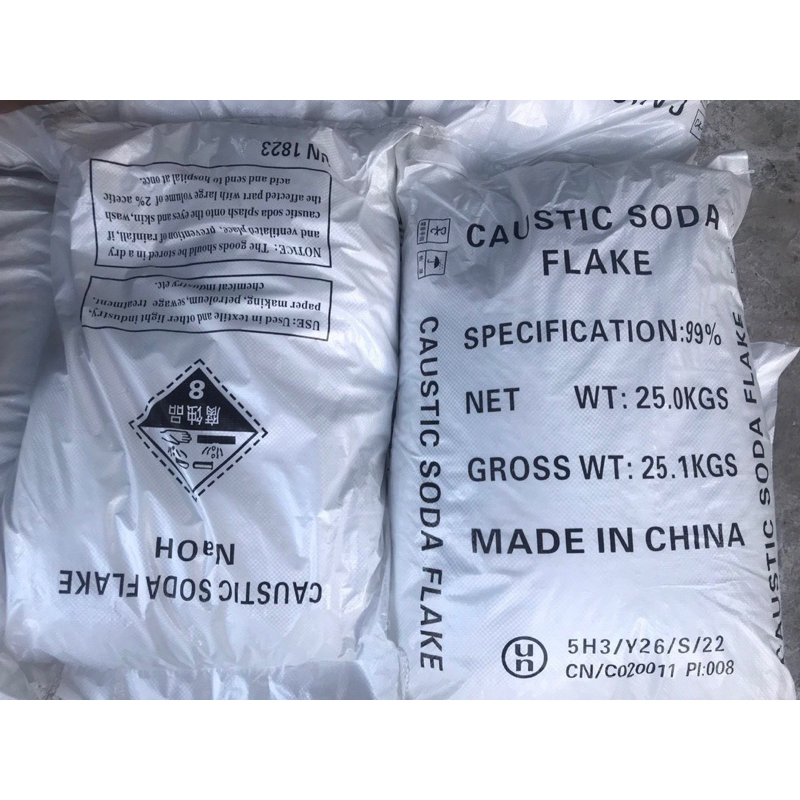 CAUSTIC SODA FLAKE
NaOH
腐蚀品
8
USE: Used in textile and other light industry,
paper making, petroleum, sewage treatment.
chemical industry, etc.
NOTICE: The goods should be stored in a dry
and ventilate place, prevention of rainfall, if
caustic soda splash onto the eyes and skin, wash
the affected part with large volume of 2% acetic
acid and send to hospital at once.
UN 1823
CAUSTIC SODA
FLAKE
SPECIFICATION:99%
NET WT: 25.0KGS
GROSS WT: 25.1KGS
MADE IN CHINA
un
5H3/Y26/S/22
CN/C020011 PI:008
CAUSTIC SODA FLAKE
CAUSTIC SODA FLAKE